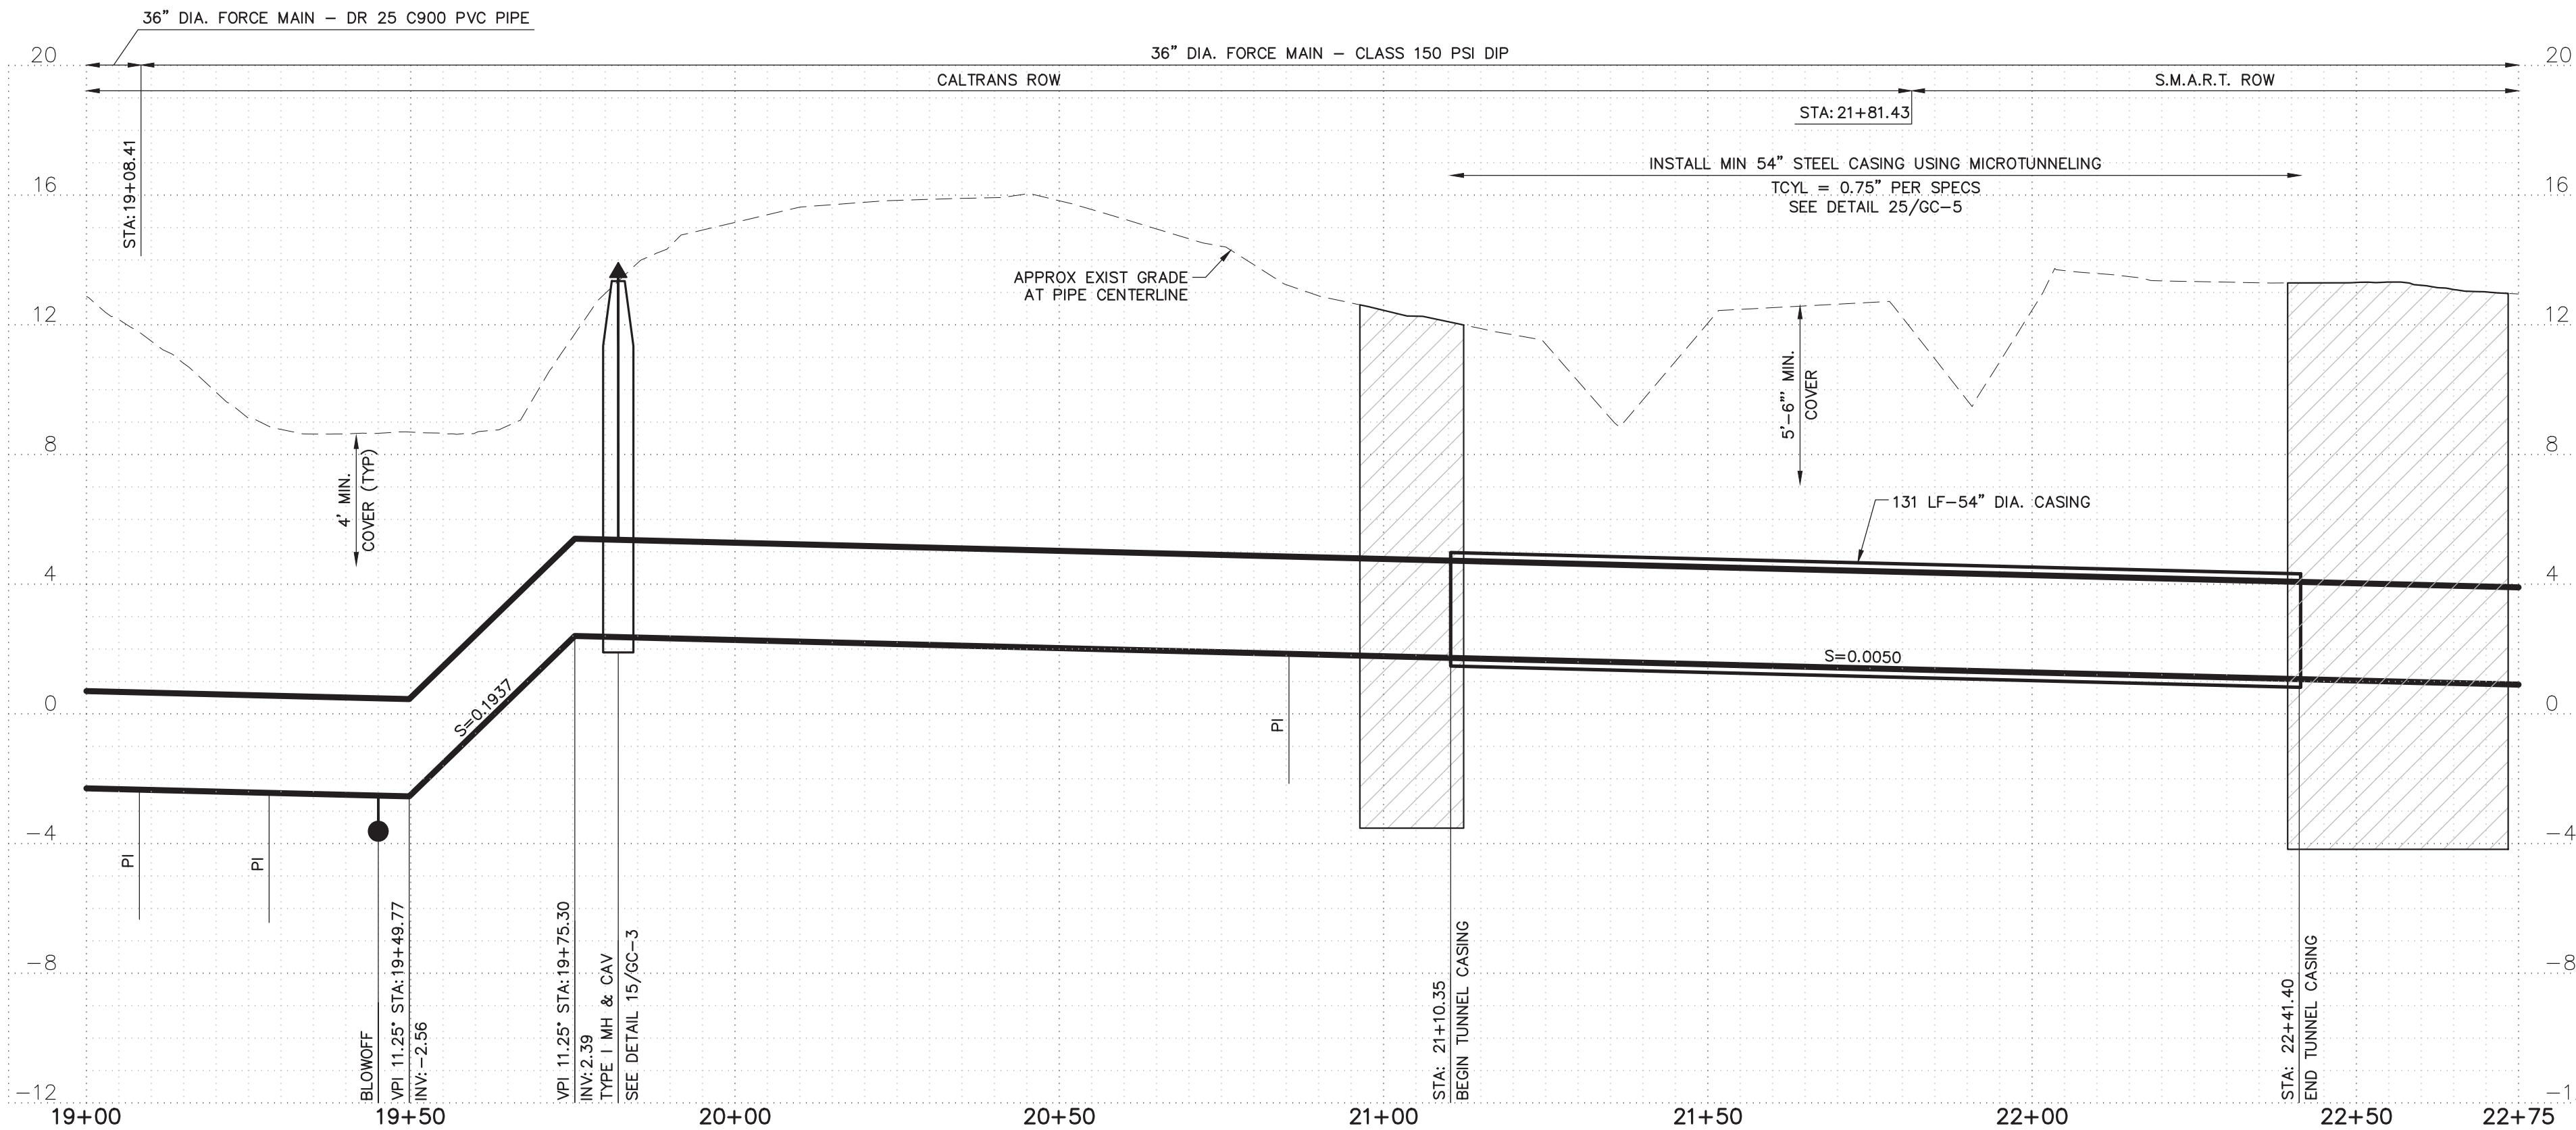 36” DIA. FORCE MAIN – DR 25 C900 PVC PIPE
36” DIA. FORCE MAIN – CLASS 150 PSI DIP
20
20
CALTRANS ROW
S.M.A.R.T. ROW
STA: 21+81.43
STA: 19+08.41
INSTALL MIN 54” STEEL CASING USING MICROTUNNELING
TCYL = 0.75” PER SPECS
SEE DETAIL 25/GC–5
16
16
APPROX EXIST GRADE
AT PIPE CENTERLINE
12
12
5'–6”' MIN.
COVER
8
8
4' MIN.
COVER (TYP)
131 LF–54” DIA. CASING
4
4
S=0.1937
S=0.0050
0
0
PI
PI
PI
–4
–4
BLOWOFF
VPI 11.25° STA: 19+49.77
INV: –2.56
VPI 11.25° STA: 19+75.30
INV: 2.39
TYPE I MH & CAV
SEE DETAIL 15/GC–3
STA: 21+10.35
BEGIN TUNNEL CASING
STA: 22+41.40
END TUNNEL CASING
–8
–8
–12
–1
19+00
19+50
20+00
20+50
21+00
21+50
22+00
22+50
22+75